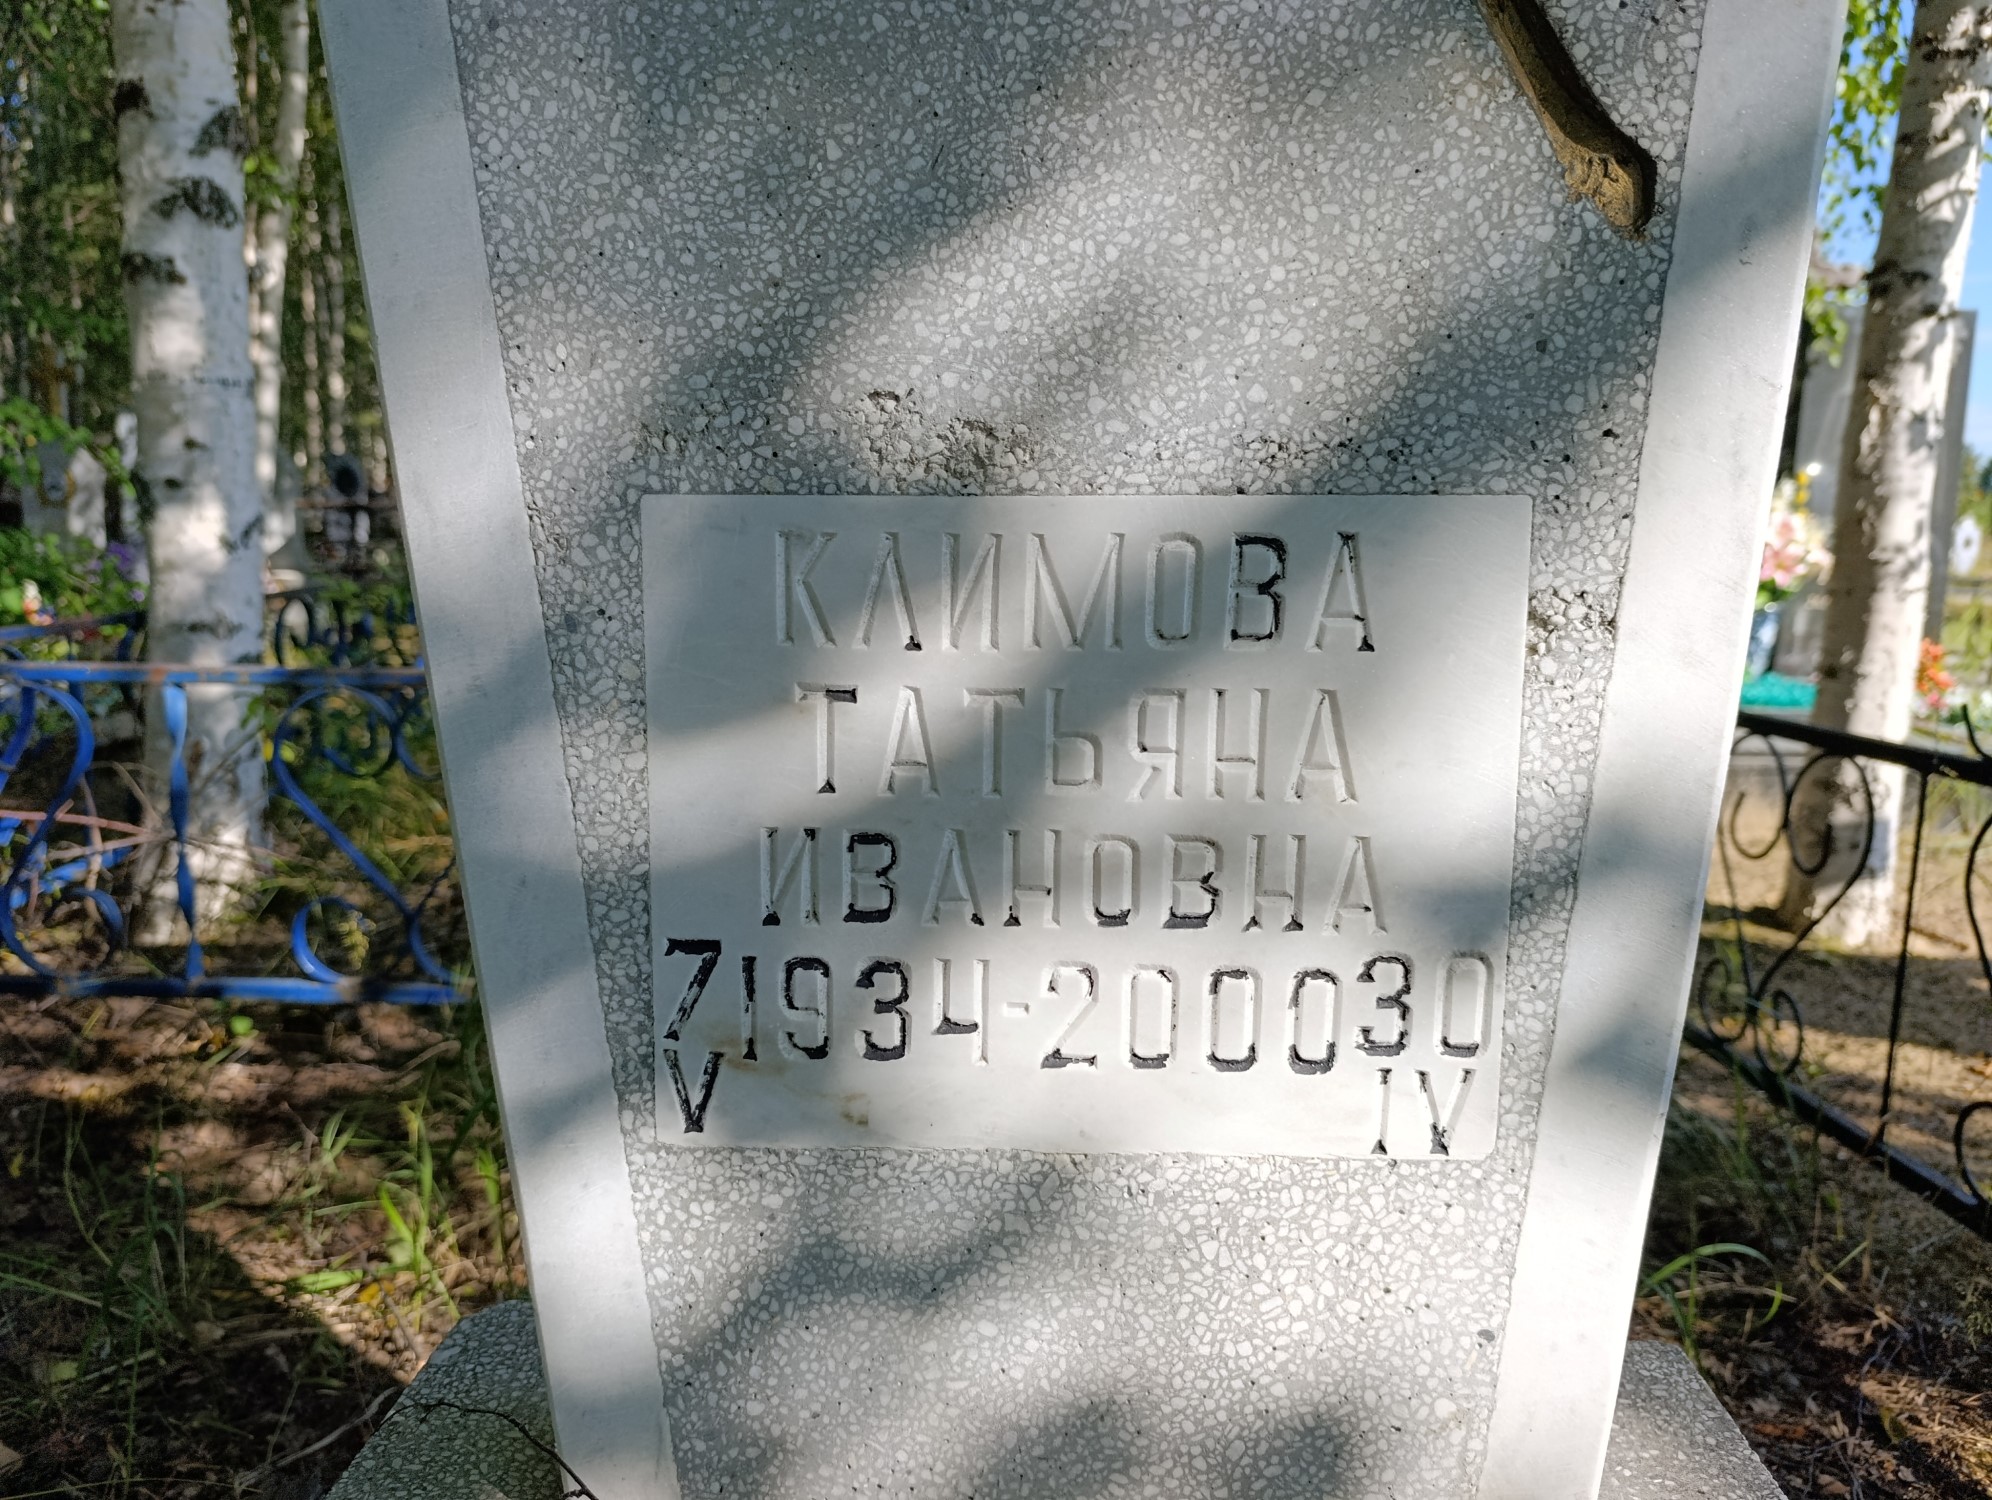 КЛИМОВА
ТАТЬЯНА
ИВАНОВНА
7 1934-2000 30
V IV